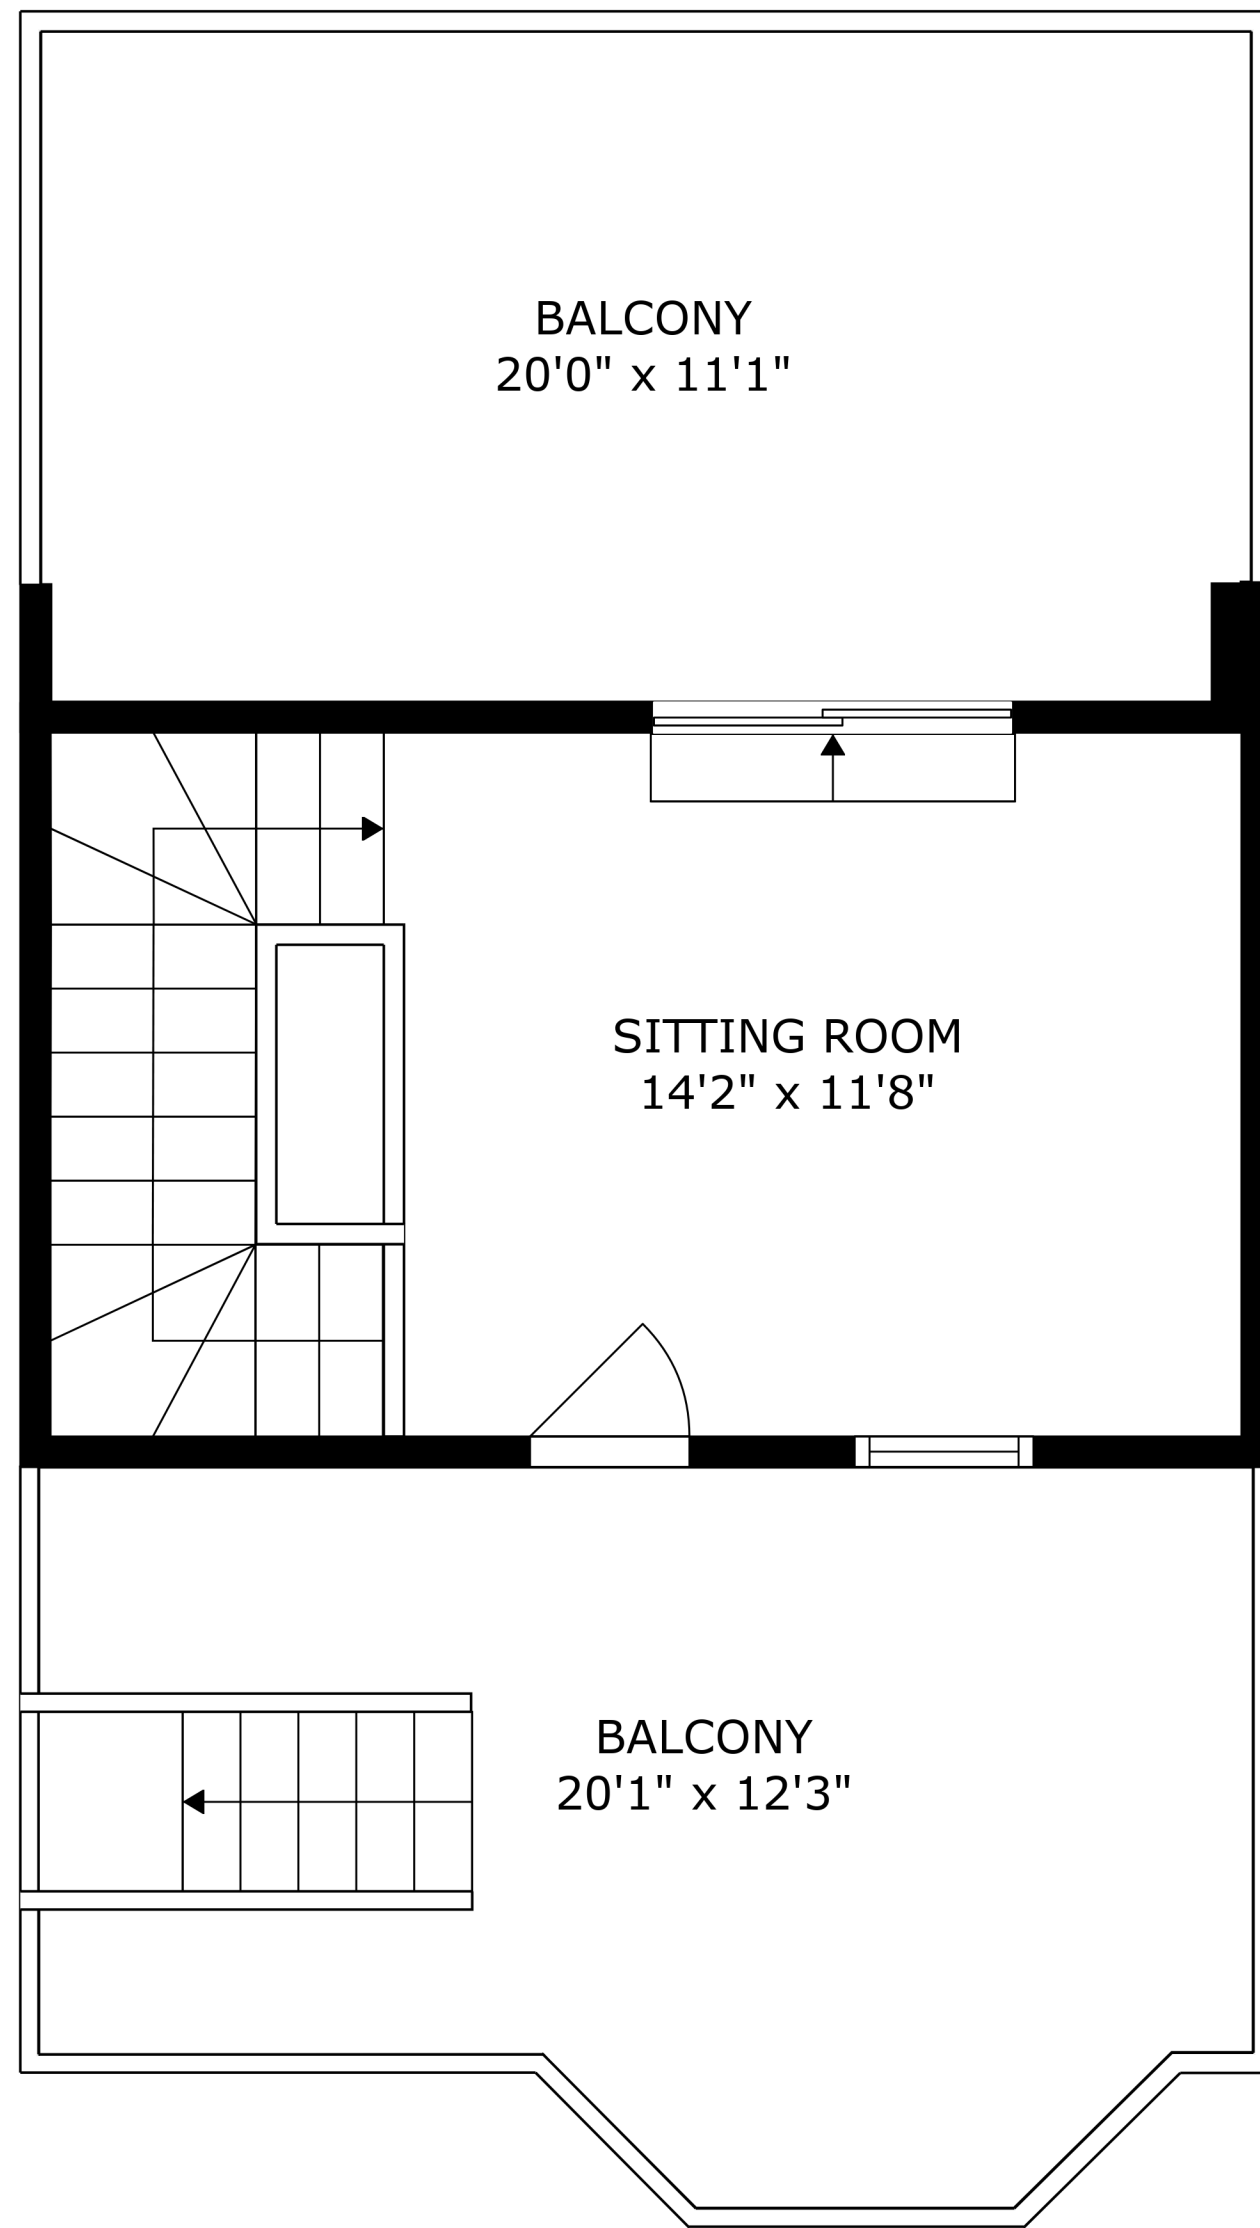 BALCONY
20'0" x 11'1"
SITTING ROOM
14'2" x 11'8"
BALCONY
20'1" x 12'3"